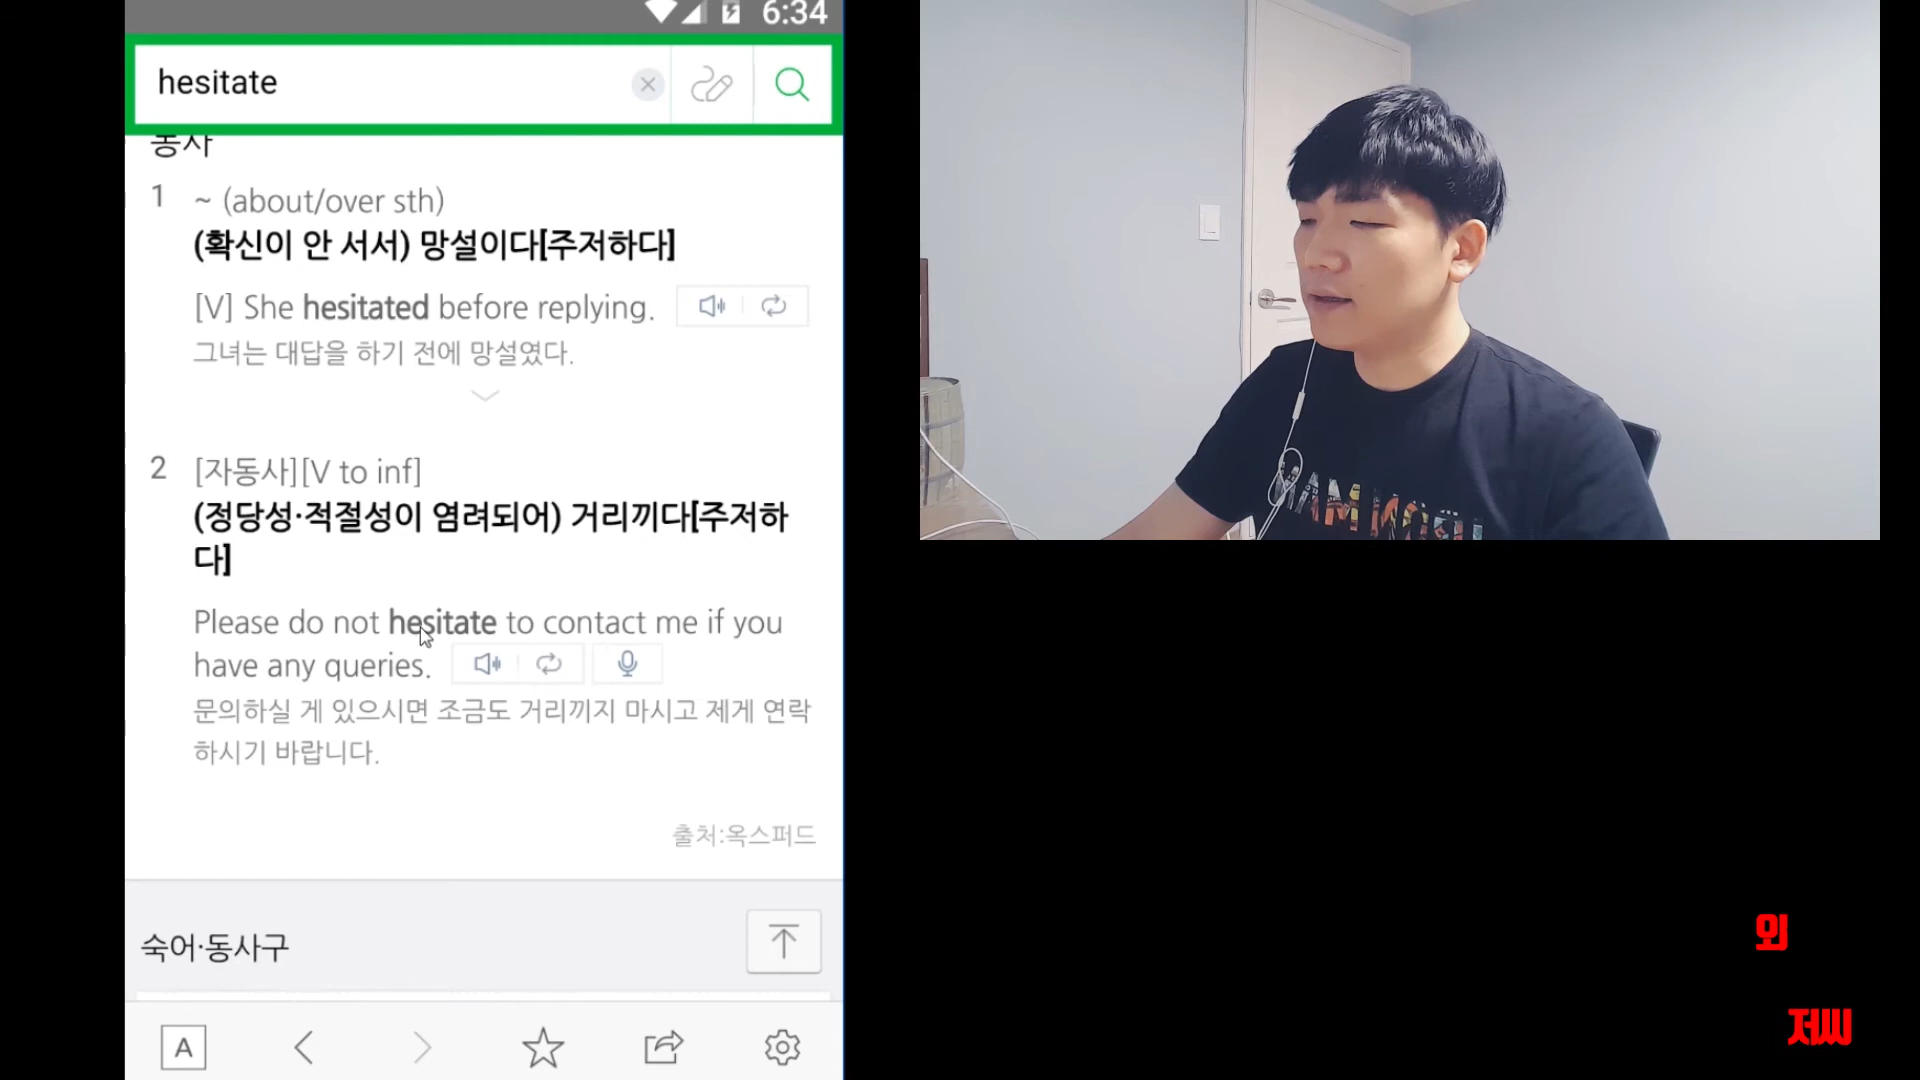 6:34
hesitate
동사
1 ~ (about/over sth)
(확신이 안 서서) 망설이다[주저하다]
[V] She hesitated before replying.
그녀는 대답을 하기 전에 망설였다.
2 [자동사][V to inf]
(정당성·적절성이 염려되어) 거리끼다[주저하
다]
Please do not hesitate to contact me if you
have any queries.
문의하실 게 있으시면 조금도 거리끼지 마시고 제게 연락
하시기 바랍니다.
출처:옥스퍼드
숙어·동사구
A
외
저씨